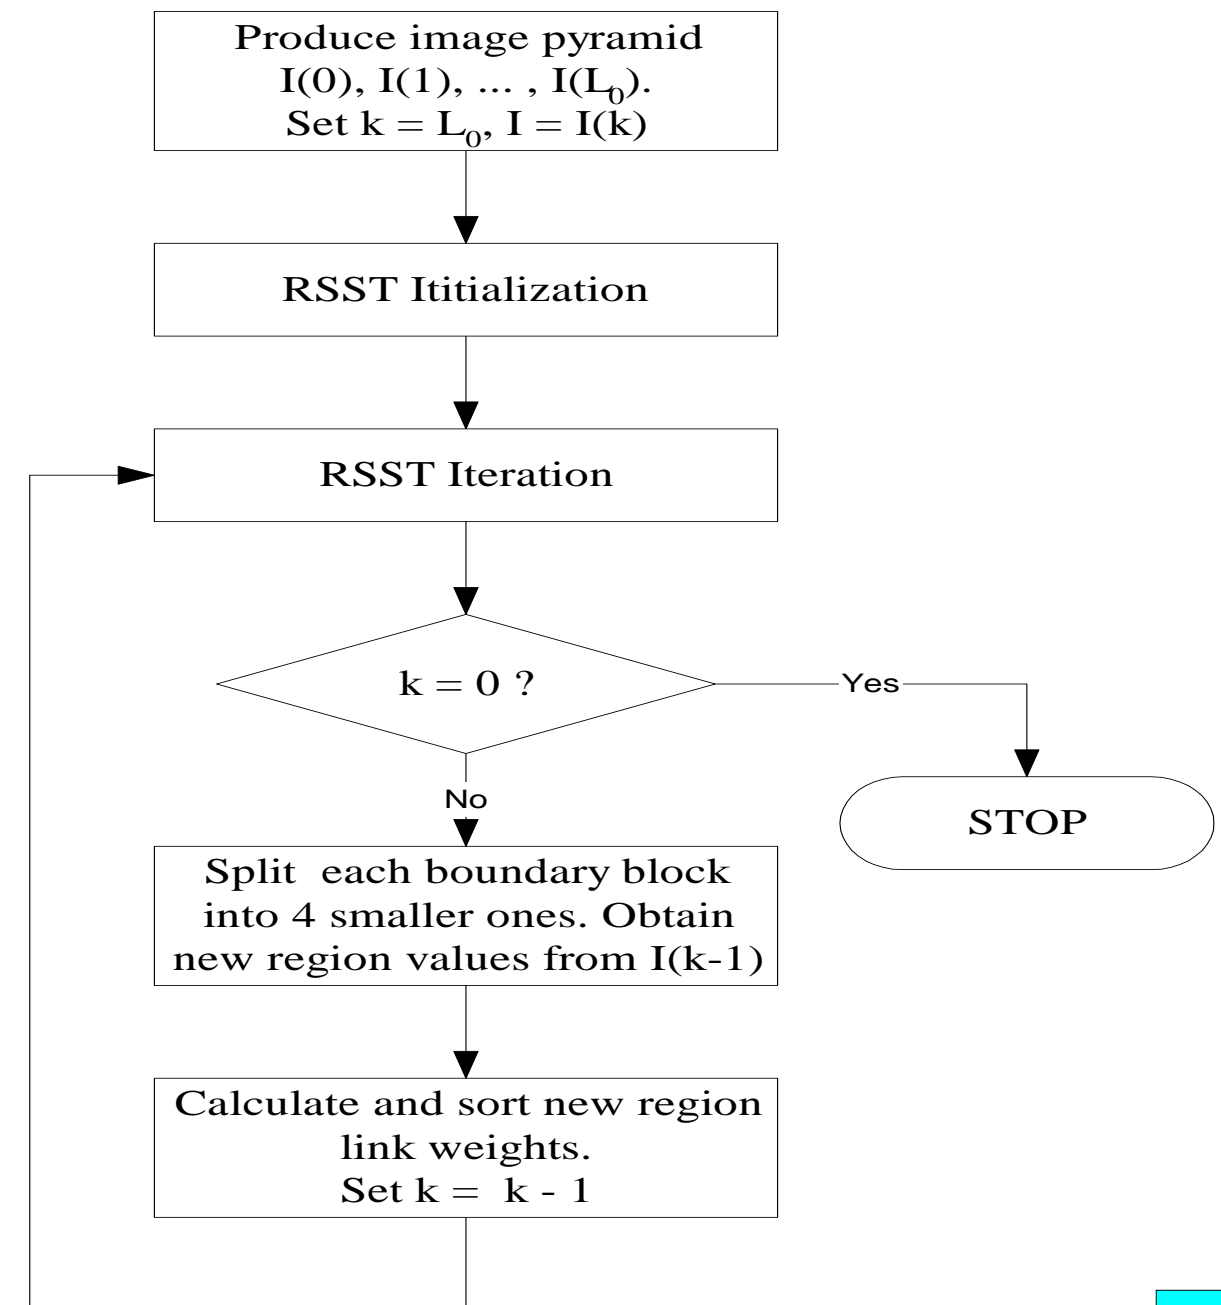 Produce image pyramid
I(0), I(1), ... , I(L₀).
Set k = L₀, I = I(k)
RSST Ititialization
RSST Iteration
k = 0 ?
Yes
No
STOP
Split each boundary block
into 4 smaller ones. Obtain
new region values from I(k-1)
Calculate and sort new region
link weights.
Set k = k - 1